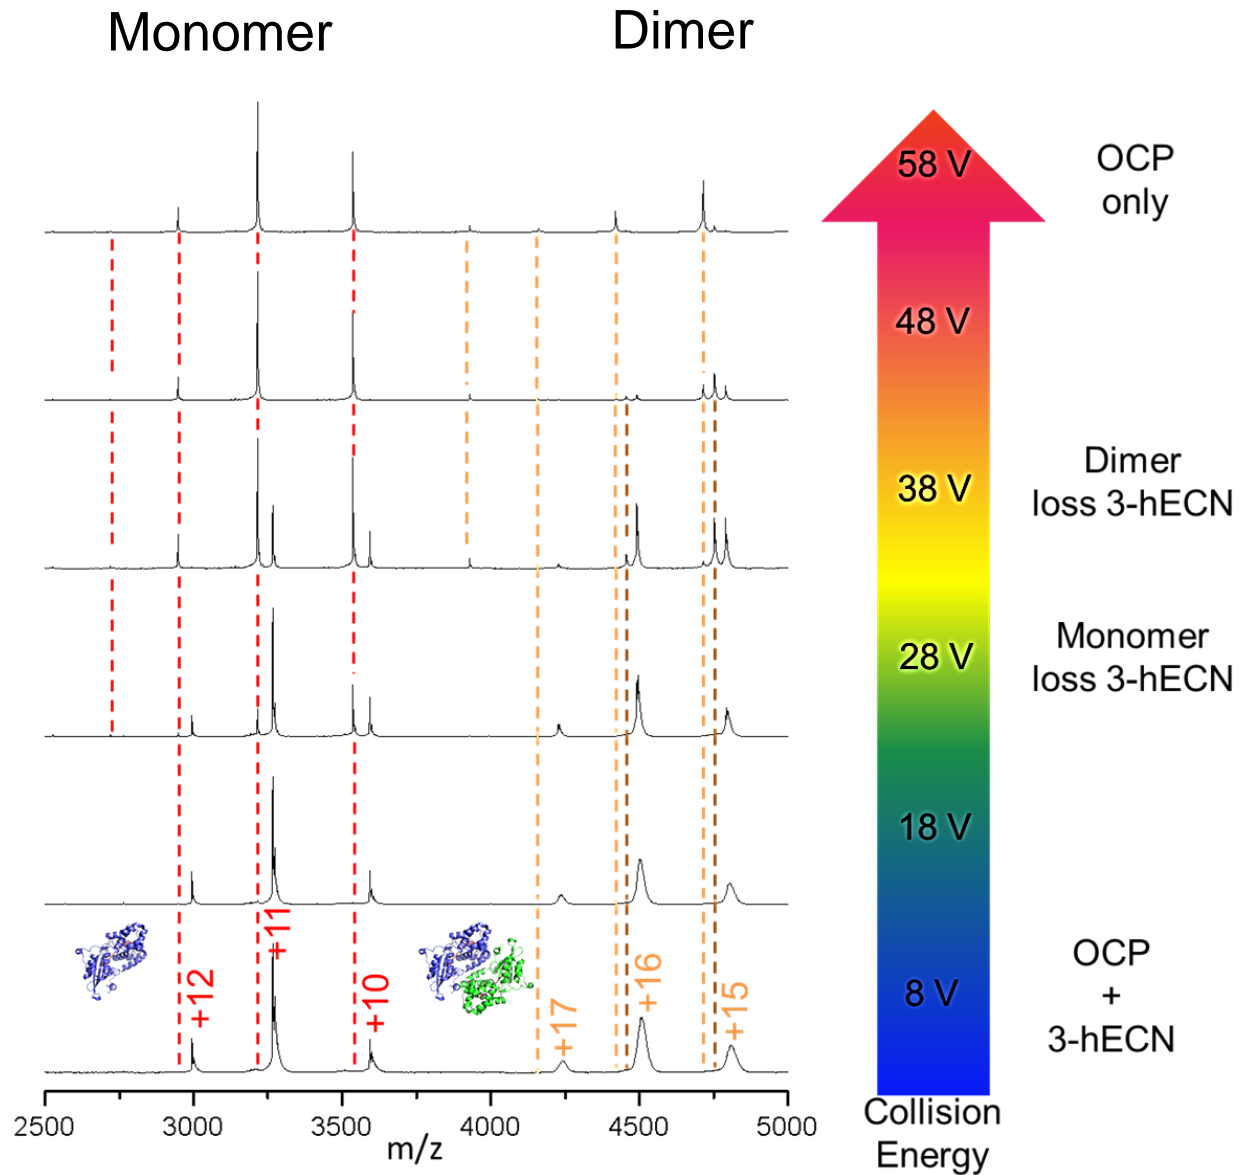 Monomer
Dimer
58 V
OCP
only
48 V
38 V
Dimer
loss 3-hECN
28 V
Monomer
loss 3-hECN
18 V
+12
+11
+10
+17
+16
+15
8 V
OCP
+
3-hECN
2500
3000
3500
4000
4500
5000
m/z
Collision
Energy